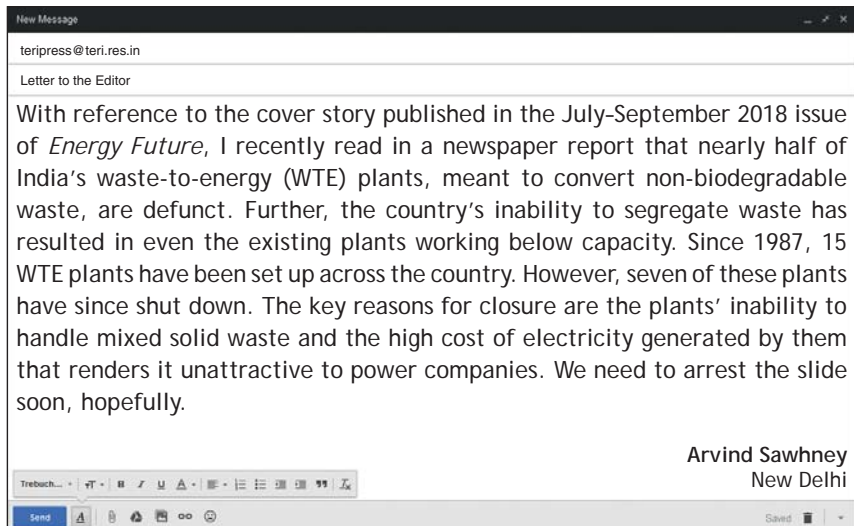 New Message
teripress@teri.res.in
Letter to the Editor
With reference to the cover story published in the July–September 2018 issue
of Energy Future, I recently read in a newspaper report that nearly half of
India's waste-to-energy (WTE) plants, meant to convert non-biodegradable
waste, are defunct. Further, the country's inability to segregate waste has
resulted in even the existing plants working below capacity. Since 1987, 15
WTE plants have been set up across the country. However, seven of these plants
have since shut down. The key reasons for closure are the plants' inability to
handle mixed solid waste and the high cost of electricity generated by them
that renders it unattractive to power companies. We need to arrest the slide
soon, hopefully.
Arvind Sawhney
New Delhi
Trebuch...
Send
Saved